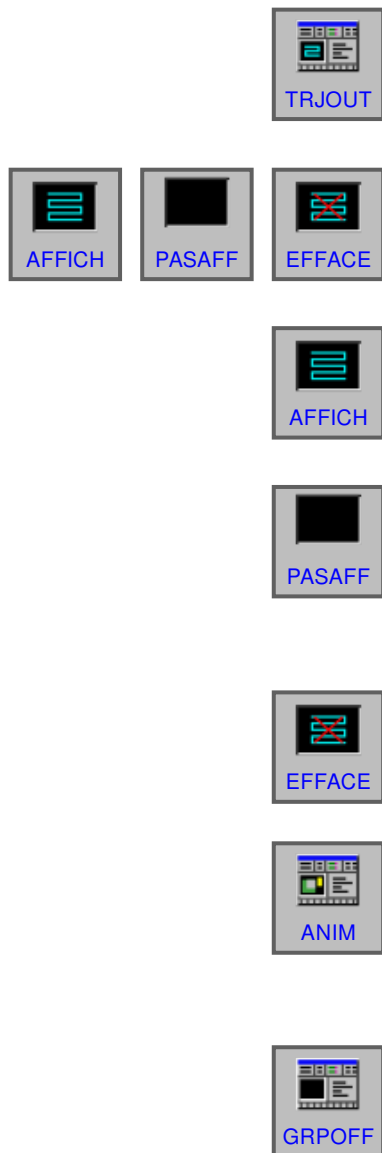 TRJOUT
AFFICH PASAFF EFFACE
AFFICH
PASAFF
EFFACE
ANIM
GRPOFF